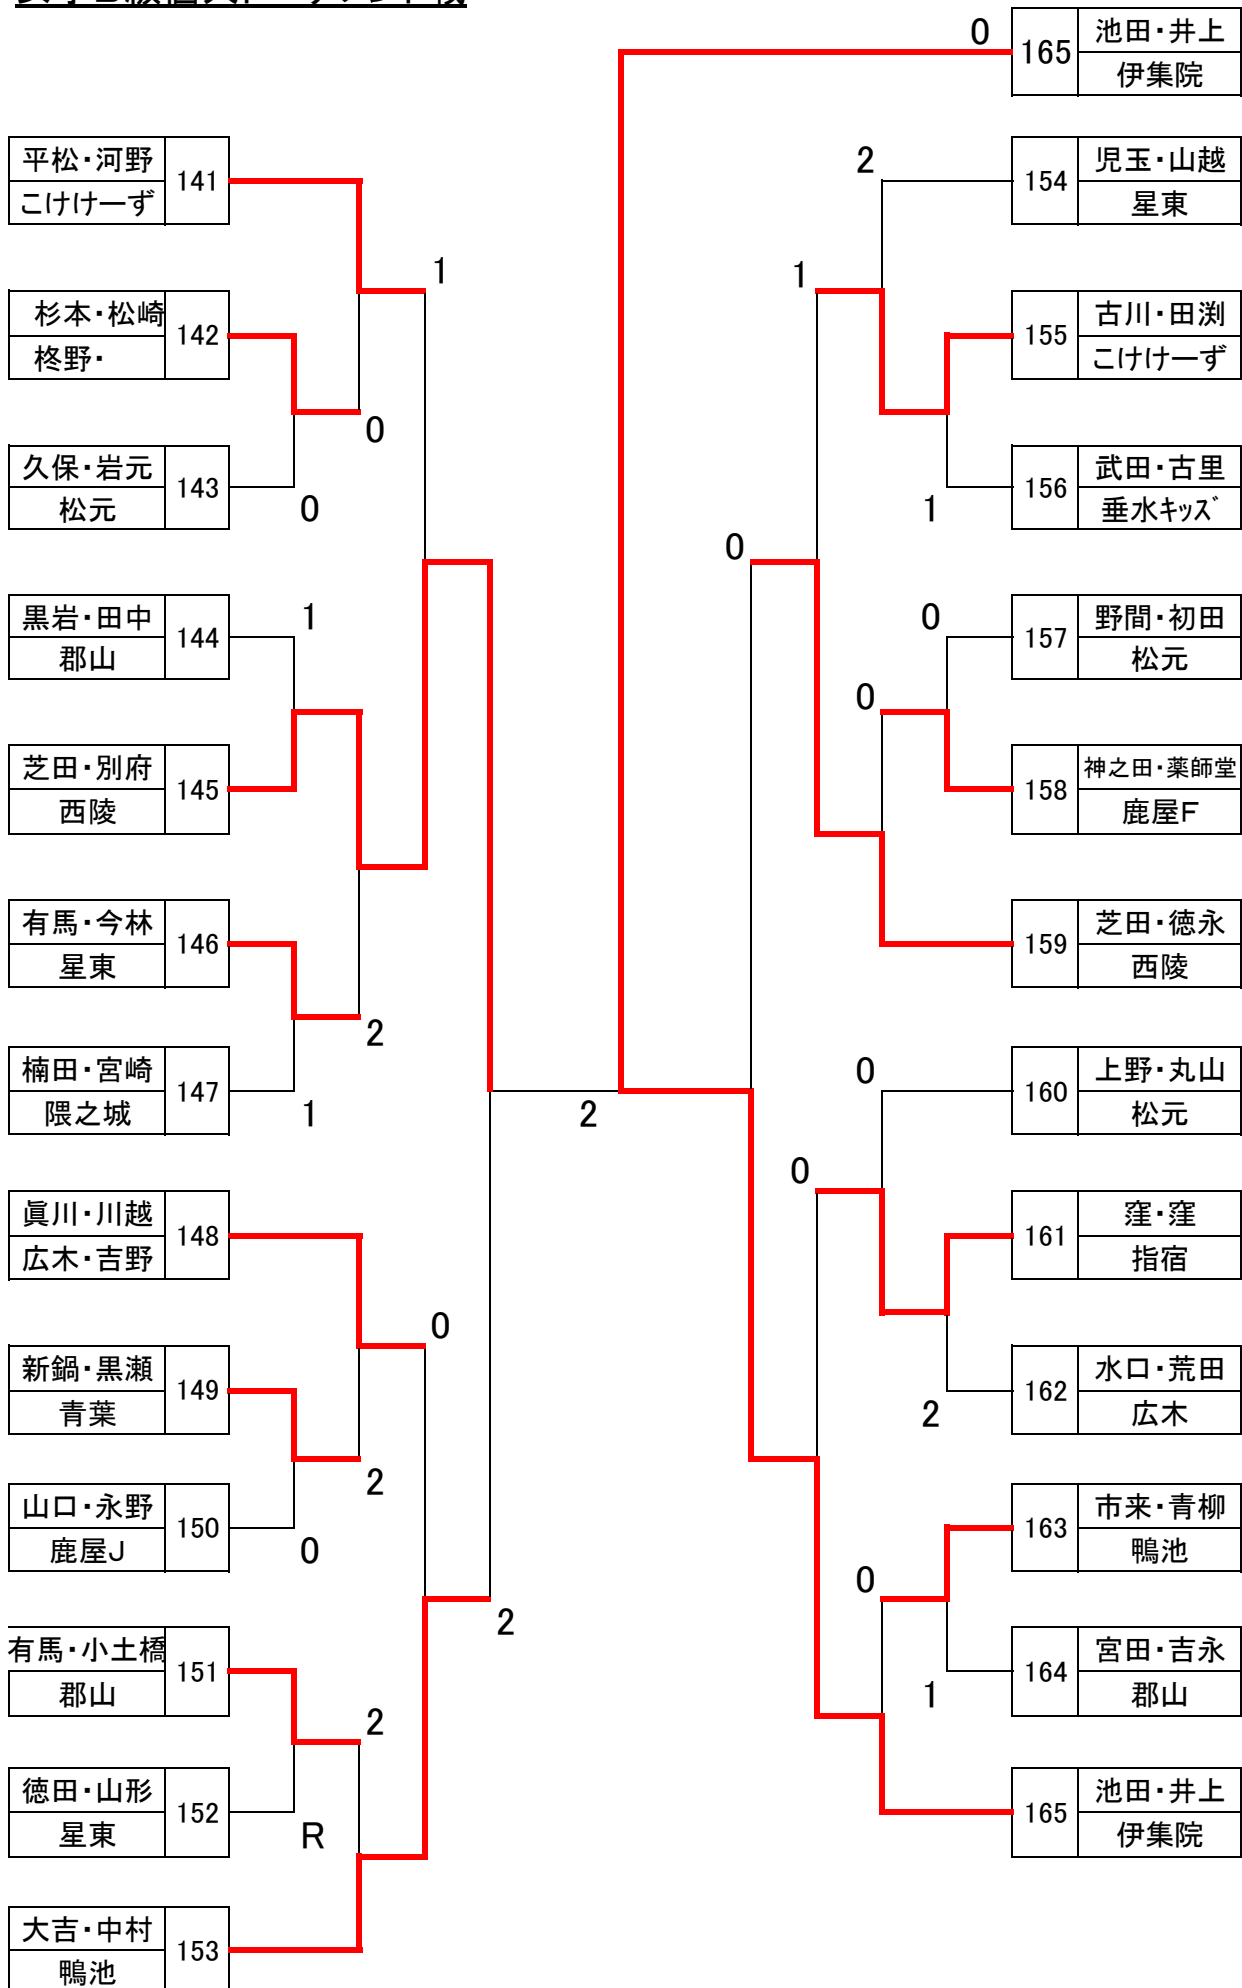 0
165
池田・井上
伊集院
平松・河野
こけけーず
141
杉本・松崎
柊野・
142
久保・岩元
松元
143
黒岩・田中
郡山
144
芝田・別府
西陵
145
有馬・今林
星東
146
楠田・宮崎
隈之城
147
眞川・川越
広木・吉野
148
新鍋・黒瀬
青葉
149
山口・永野
鹿屋J
150
有馬・小土橋
郡山
151
徳田・山形
星東
152
大吉・中村
鴨池
153
1
0
0
1
2
1
0
2
0
2
2
R
2
154
児玉・山越
星東
155
古川・田渕
こけけーず
156
武田・古里
垂水キッズ
157
野間・初田
松元
158
神之田・薬師堂
鹿屋F
159
芝田・徳永
西陵
160
上野・丸山
松元
161
窪・窪
指宿
162
水口・荒田
広木
163
市来・青柳
鴨池
164
宮田・吉永
郡山
165
池田・井上
伊集院
2
1
1
0
0
0
0
0
2
0
1